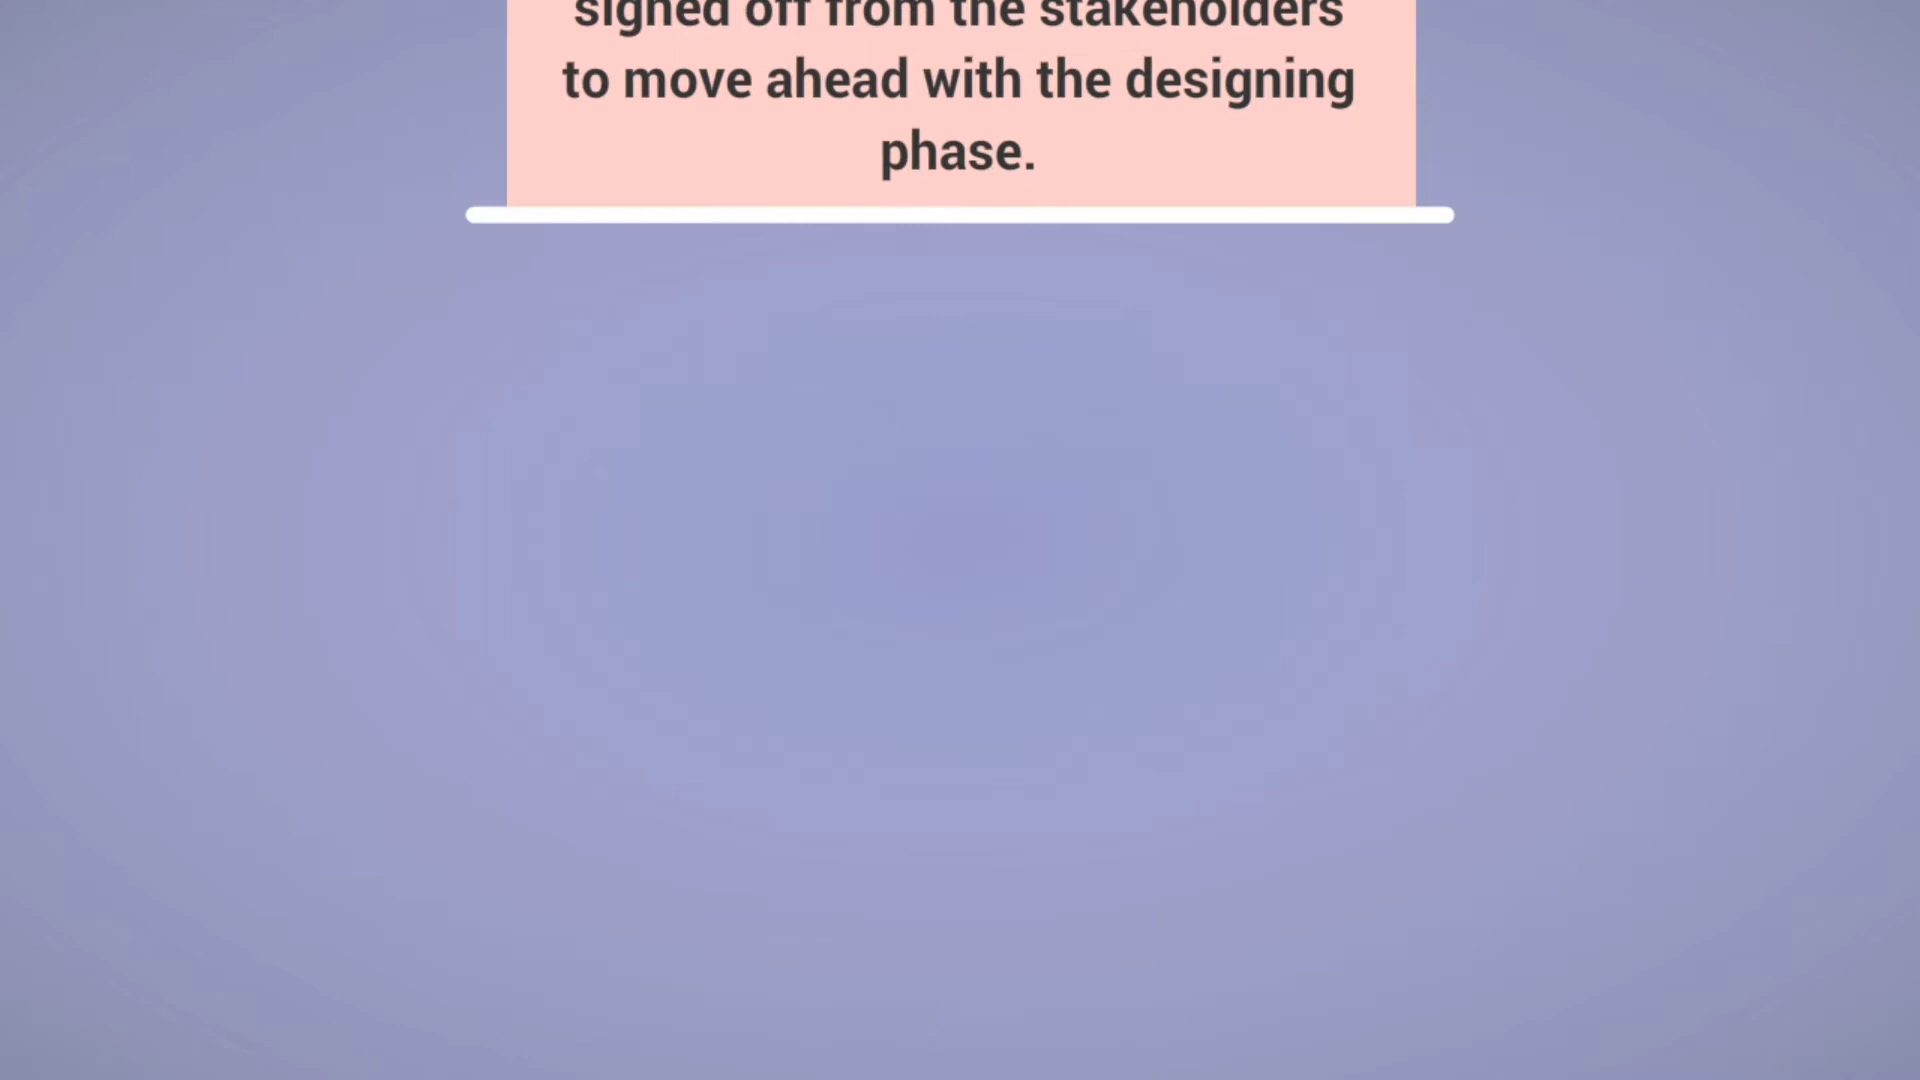 signed off from the stakeholders
to move ahead with the designing
phase.